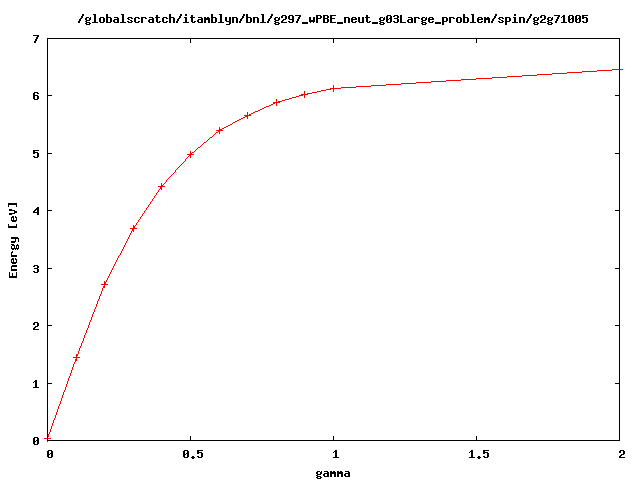 /globalscratch/itamblyn/bnl/g297_wPBE_neut_g03Large_problem/spin/g2g71005
7
6
5
4
3
2
1
0
Energy [eV]
0 0.5 1 1.5 2
gamma